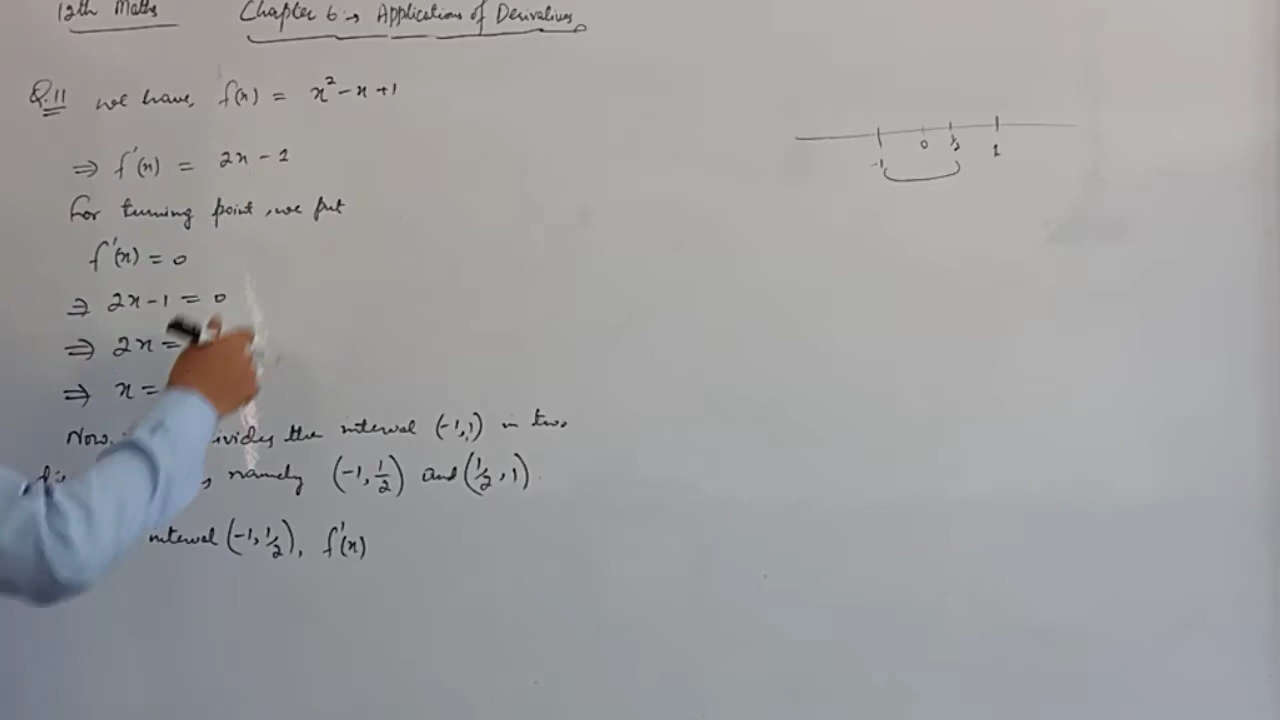 12th Maths Chapter 6 :→ Applications of Derivatives
Q.11 we have, f(x) = x² - x + 1
⇒ f'(x) = 2x - 1
For turning point, we put
f'(x) = 0
⇒ 2x - 1 = 0
⇒ 2x =
⇒ x =
Now, divides the interval (-1,1) in two
namely (-1, 1/2) and (1/2, 1).
interval (-1, 1/2), f'(x)
-1 0 1/2 1